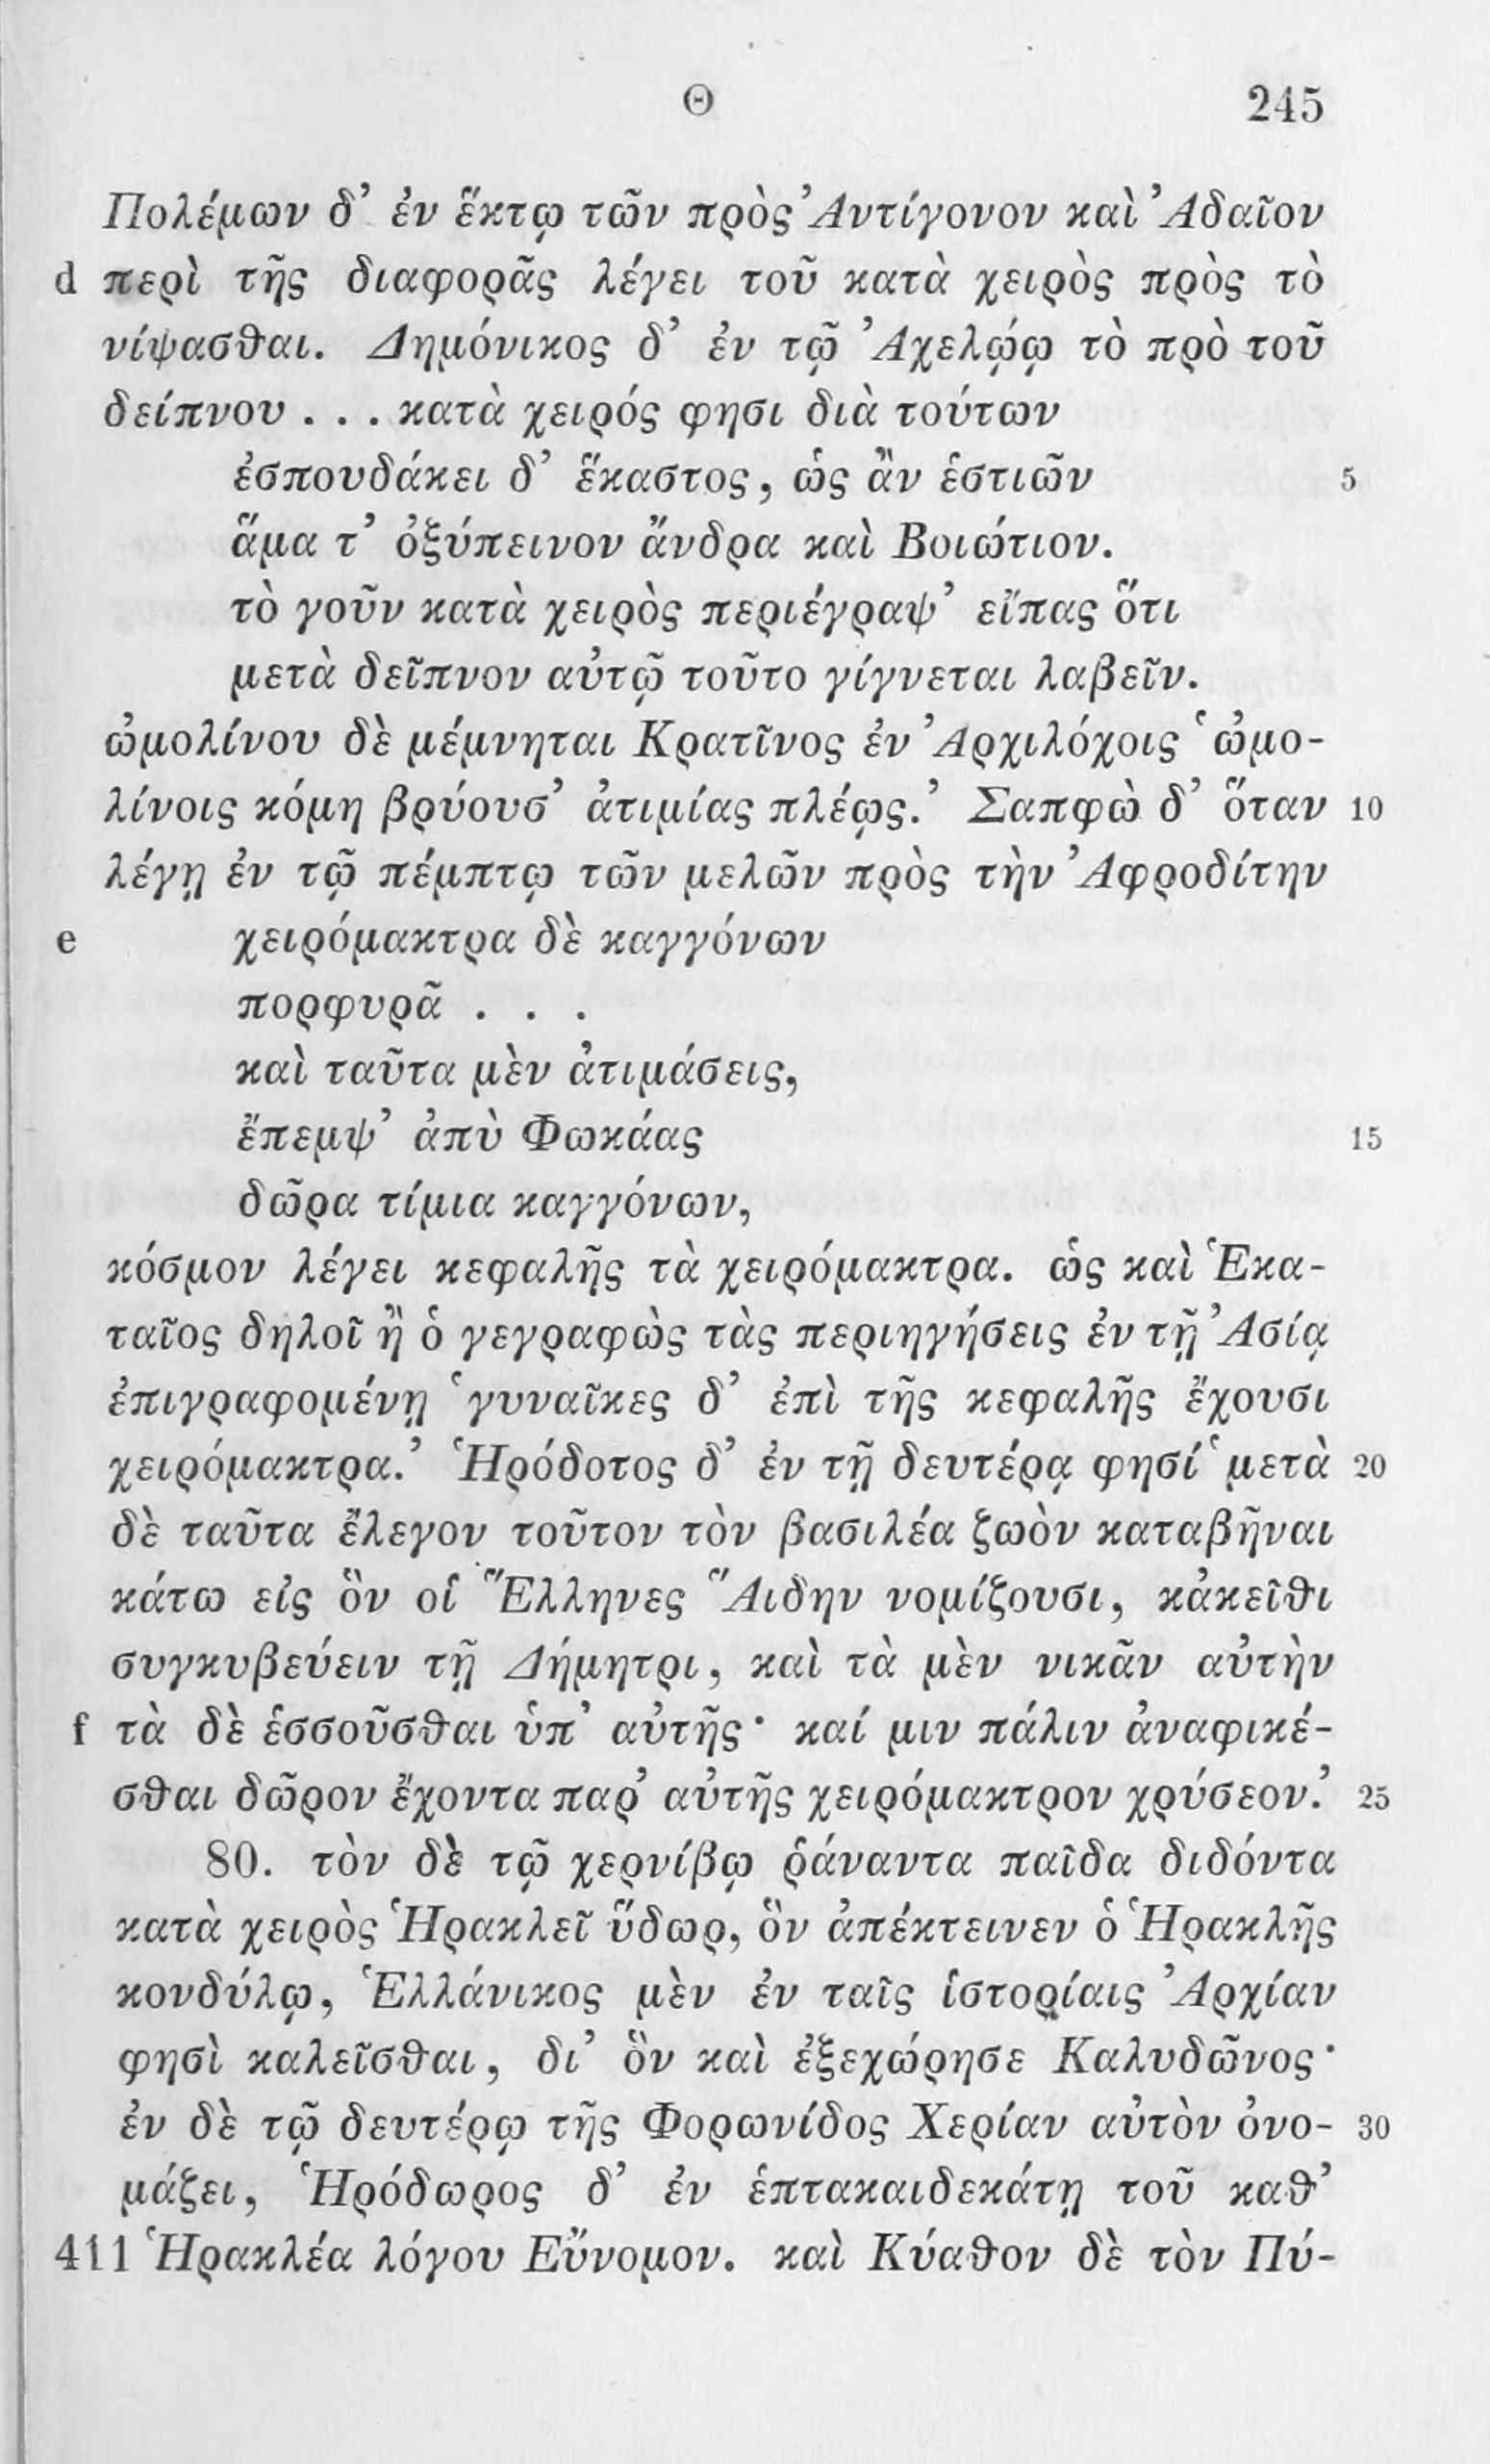 Θ 245
Πολέμων δ’ ἐν ἕκτῳ τῶν πρὸς Ἀντίγονον καὶ Ἀδαῖον
d περὶ τῆς διαφορᾶς λέγει τοῦ κατὰ χειρὸς πρὸς τὸ
νίψασθαι. Δημόνικος δ’ ἐν τῷ Ἀχελῴῳ τὸ πρὸ τοῦ
δείπνου . . . κατὰ χειρός φησι διὰ τούτων
ἐσπουδάκει δ’ ἕκαστος, ὡς ἂν ἑστιῶν 5
ἅμα τ’ ὀξύπεινον ἄνδρα καὶ Βοιώτιον.
τὸ γοῦν κατὰ χειρὸς περιέγραψ’ εἴπας ὅτι
μετὰ δεῖπνον αὐτῷ τοῦτο γίγνεται λαβεῖν.
ὠμολίνου δὲ μέμνηται Κρατῖνος ἐν Ἀρχιλόχοις ‘ὠμο-
λίνοις κόμη βρύουσ’ ἀτιμίας πλέῳς.’ Σαπφὼ δ’ ὅταν 10
λέγῃ ἐν τῷ πέμπτῳ τῶν μελῶν πρὸς τὴν Ἀφροδίτην
e χειρόμακτρα δὲ καγγόνων
πορφυρᾶ . . .
καὶ ταῦτα μὲν ἀτιμάσεις,
ἔπεμψ’ ἀπὺ Φωκάας 15
δῶρα τίμια καγγόνων,
κόσμον λέγει κεφαλῆς τὰ χειρόμακτρα. ὡς καὶ Ἑκα-
ταῖος δηλοῖ ἢ ὁ γεγραφὼς τὰς περιηγήσεις ἐν τῇ Ἀσίᾳ
ἐπιγραφομένῃ ‘γυναῖκες δ’ ἐπὶ τῆς κεφαλῆς ἔχουσι
χειρόμακτρα.’ Ἡρόδοτος δ’ ἐν τῇ δευτέρᾳ φησί ‘μετὰ 20
δὲ ταῦτα ἔλεγον τοῦτον τὸν βασιλέα ζωὸν καταβῆναι
κάτω εἰς ὃν οἱ Ἕλληνες Ἅιδην νομίζουσι, κἀκεῖθι
συγκυβεύειν τῇ Δήμητρι, καὶ τὰ μὲν νικᾶν αὐτὴν
f τὰ δὲ ἑσσοῦσθαι ὑπ’ αὐτῆς· καί μιν πάλιν ἀναφικέ-
σθαι δῶρον ἔχοντα παρ’ αὐτῆς χειρόμακτρον χρύσεον.’ 25
80. τὸν δὲ τῷ χερνίβῳ ῥάναντα παῖδα διδόντα
κατὰ χειρὸς Ἡρακλεῖ ὕδωρ, ὃν ἀπέκτεινεν ὁ Ἡρακλῆς
κονδύλῳ, Ἑλλάνικος μὲν ἐν ταῖς ἱστορίαις Ἀρχίαν
φησὶ καλεῖσθαι, δι’ ὃν καὶ ἐξεχώρησε Καλυδῶνος·
ἐν δὲ τῷ δευτέρῳ τῆς Φορωνίδος Χερίαν αὐτὸν ὀνο- 30
μάζει, Ἡρόδωρος δ’ ἐν ἑπτακαιδεκάτῃ τοῦ καθ’
411 Ἡρακλέα λόγου Εὔνομον. καὶ Κύαθον δὲ τὸν Πύ-